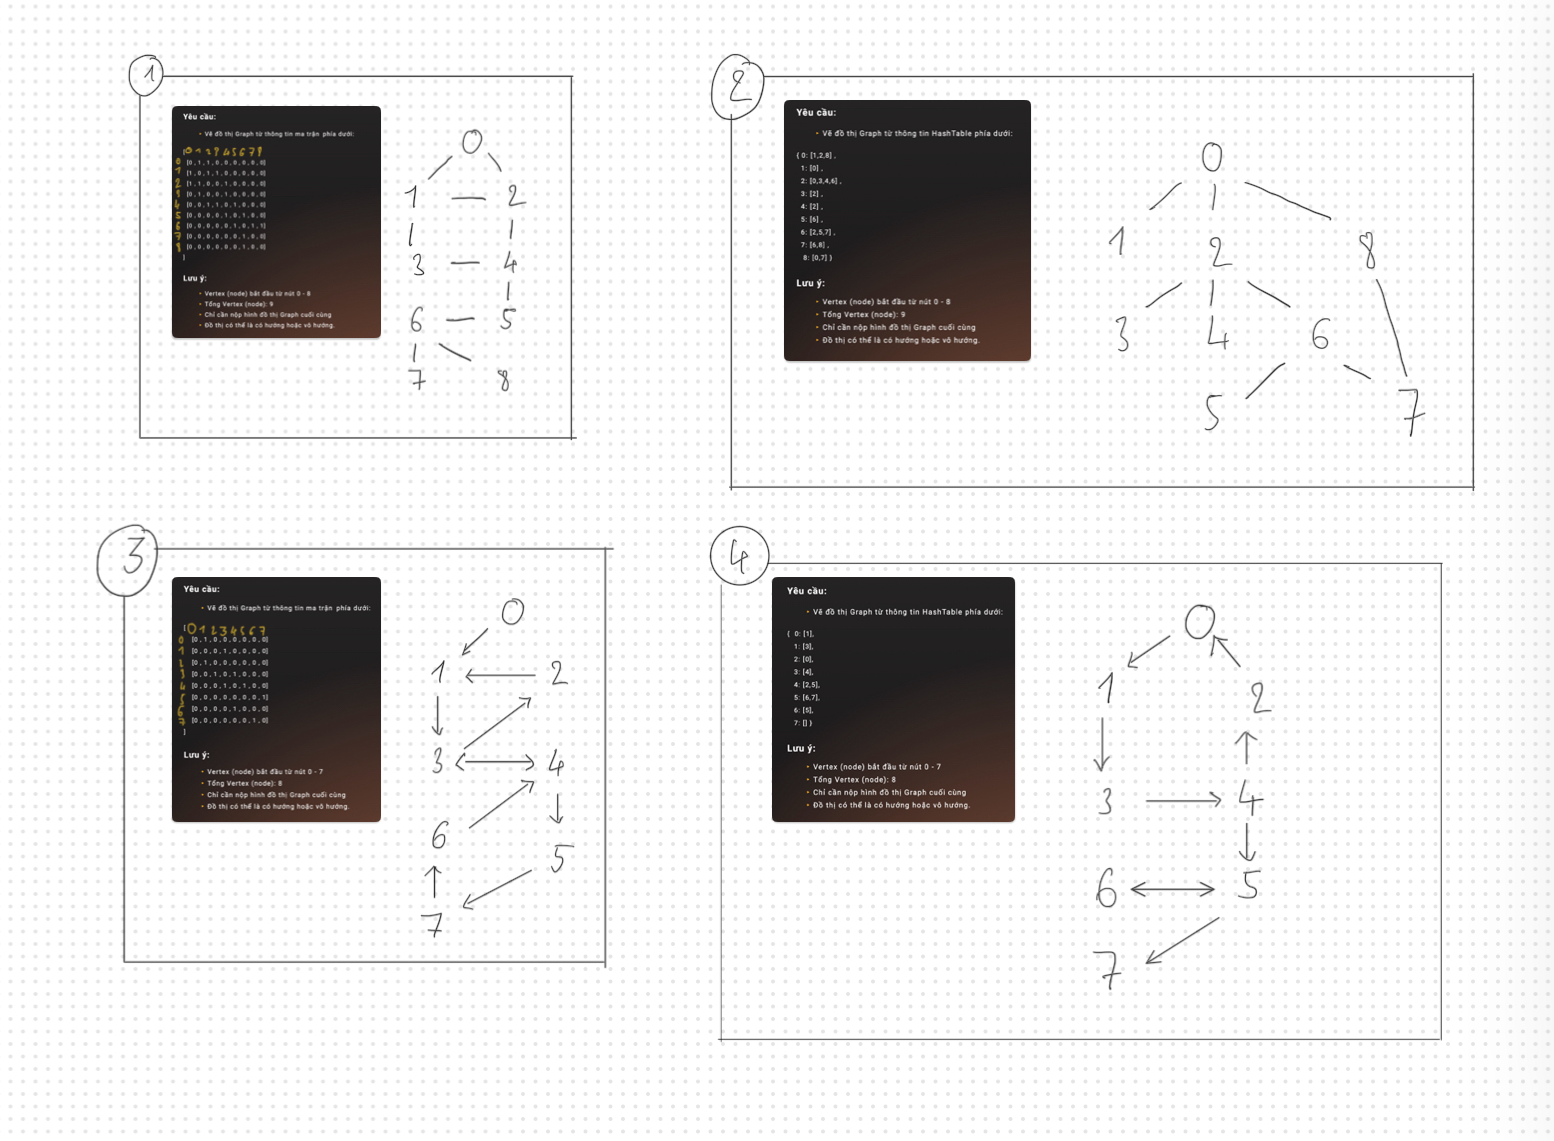 1
Yêu cầu:
• Vẽ đồ thị Graph từ thông tin ma trận phía dưới:
[ 0 1 2 3 4 5 6 7 8
0 [0, 1, 1, 0, 0, 0, 0, 0, 0]
1 [1, 0, 1, 1, 0, 0, 0, 0, 0]
2 [1, 1, 0, 0, 1, 0, 0, 0, 0]
3 [0, 1, 0, 0, 1, 0, 0, 0, 0]
4 [0, 0, 1, 1, 0, 1, 0, 0, 0]
5 [0, 0, 0, 0, 1, 0, 1, 0, 0]
6 [0, 0, 0, 0, 0, 1, 0, 1, 1]
7 [0, 0, 0, 0, 0, 0, 1, 0, 0]
8 [0, 0, 0, 0, 0, 0, 1, 0, 0]
]
Lưu ý:
• Vertex (node) bắt đầu từ nút 0 - 8
• Tổng Vertex (node): 9
• Chỉ cần nộp hình đồ thị Graph cuối cùng
• Đồ thị có thể là có hướng hoặc vô hướng.
0
1 2
3 4
6 5
7 8
2
Yêu cầu:
• Vẽ đồ thị Graph từ thông tin HashTable phía dưới:
{ 0: [1,2,8] ,
1: [0] ,
2: [0,3,4,6] ,
3: [2] ,
4: [2] ,
5: [6] ,
6: [2,5,7] ,
7: [6,8] ,
8: [0,7] }
Lưu ý:
• Vertex (node) bắt đầu từ nút 0 - 8
• Tổng Vertex (node): 9
• Chỉ cần nộp hình đồ thị Graph cuối cùng
• Đồ thị có thể là có hướng hoặc vô hướng.
0
1 2 8
3 4 6
5 7
3
Yêu cầu:
• Vẽ đồ thị Graph từ thông tin ma trận phía dưới:
[ 0 1 2 3 4 5 6 7
0 [0, 1, 0, 0, 0, 0, 0, 0]
1 [0, 0, 0, 1, 0, 0, 0, 0]
2 [0, 1, 0, 0, 0, 0, 0, 0]
3 [0, 0, 1, 0, 1, 0, 0, 0]
4 [0, 0, 0, 1, 0, 1, 0, 0]
5 [0, 0, 0, 0, 0, 0, 0, 1]
6 [0, 0, 0, 0, 1, 0, 0, 0]
7 [0, 0, 0, 0, 0, 0, 1, 0]
]
Lưu ý:
• Vertex (node) bắt đầu từ nút 0 - 7
• Tổng Vertex (node): 8
• Chỉ cần nộp hình đồ thị Graph cuối cùng
• Đồ thị có thể là có hướng hoặc vô hướng.
0
1 2
3 4
6 5
7
4
Yêu cầu:
• Vẽ đồ thị Graph từ thông tin HashTable phía dưới:
{ 0: [1],
1: [3],
2: [0],
3: [4],
4: [2,5],
5: [6,7],
6: [5],
7: [] }
Lưu ý:
• Vertex (node) bắt đầu từ nút 0 - 7
• Tổng Vertex (node): 8
• Chỉ cần nộp hình đồ thị Graph cuối cùng
• Đồ thị có thể là có hướng hoặc vô hướng.
0
1 2
3 4
6 5
7